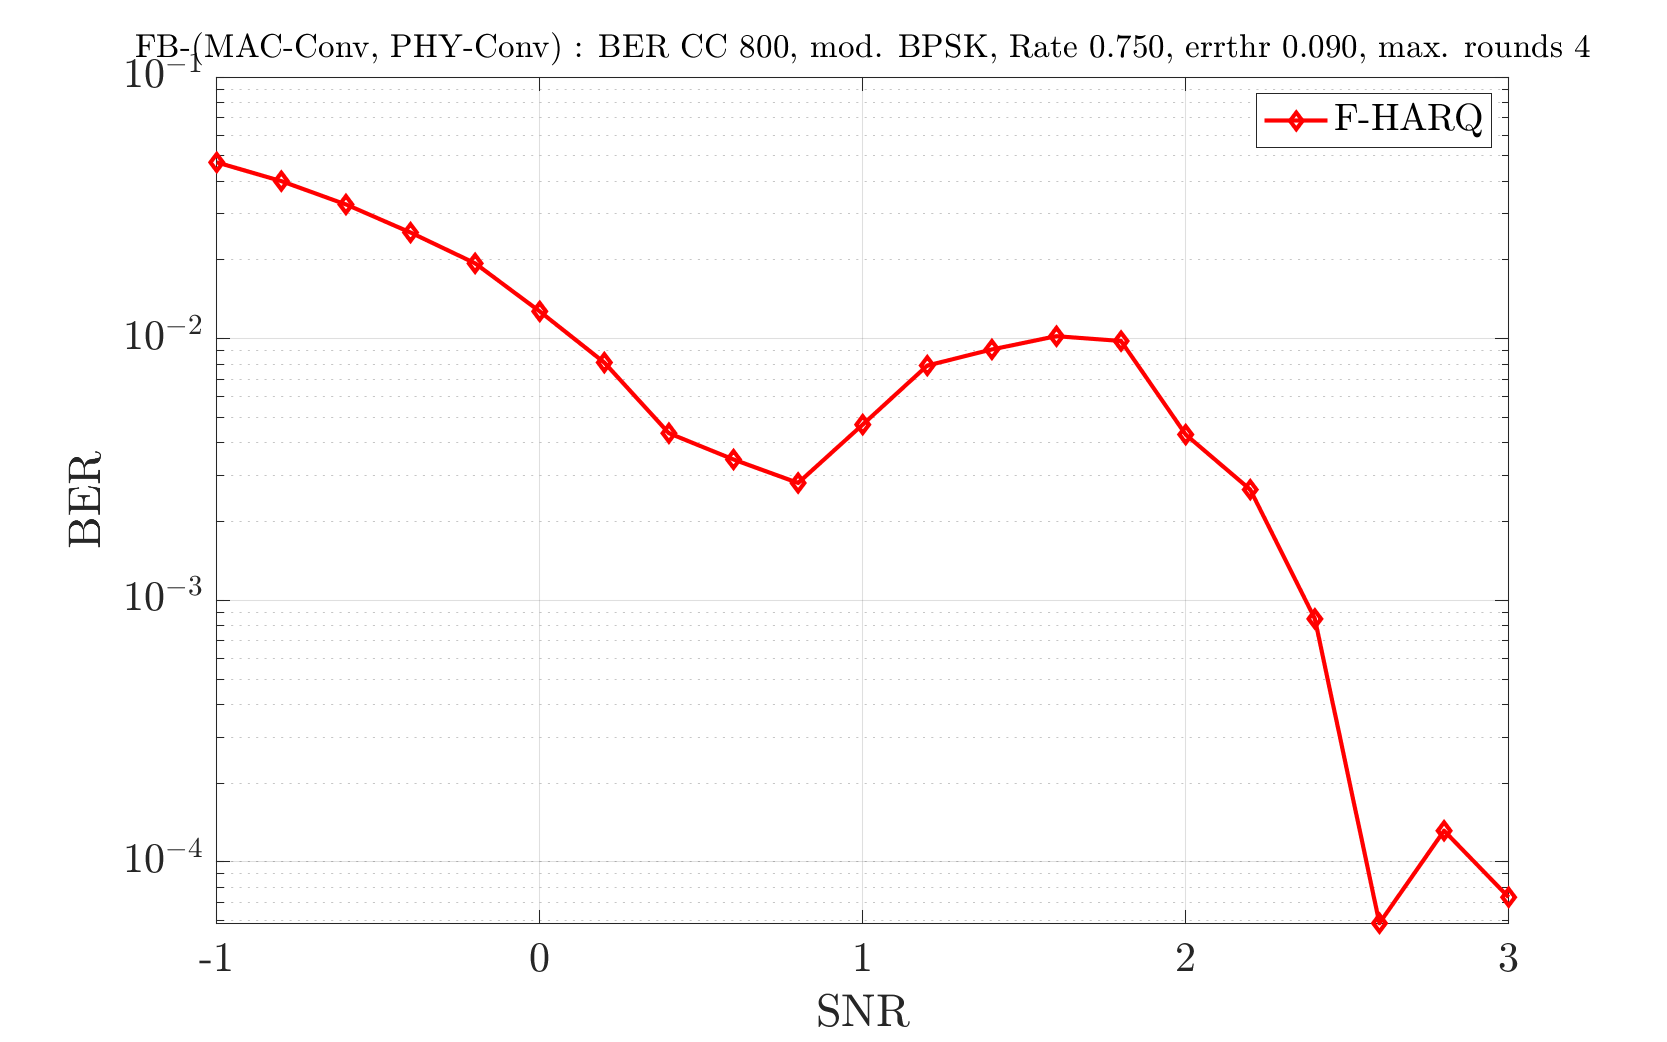 FB-(MAC-Conv, PHY-Conv) : BER CC 800, mod. BPSK, Rate 0.750, errthr 0.090, max. rounds 4
10⁻¹
F-HARQ
10⁻²
BER
10⁻³
10⁻⁴
-1 0 1 2 3
SNR